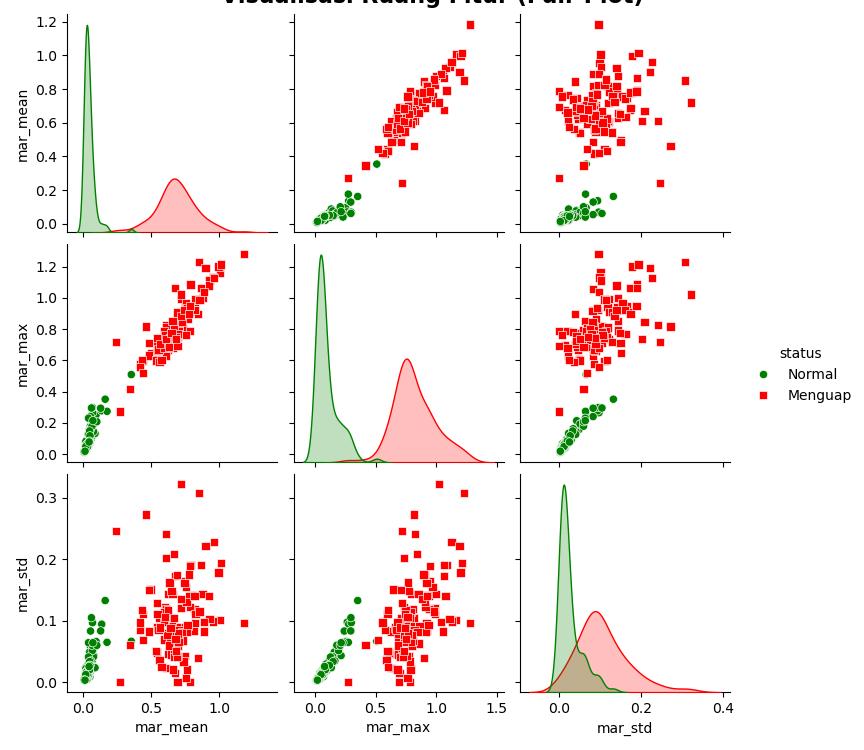 Visualisasi Ruang Fitur (Pair Plot)
1.2
1.0
0.8
0.6
0.4
0.2
0.0
mar_mean
1.2
1.0
0.8
0.6
0.4
0.2
0.0
mar_max
status
Normal
Menguap
0.3
0.2
0.1
0.0
mar_std
0.0 0.5 1.0
mar_mean
0.0 0.5 1.0 1.5
mar_max
0.0 0.2 0.4
mar_std